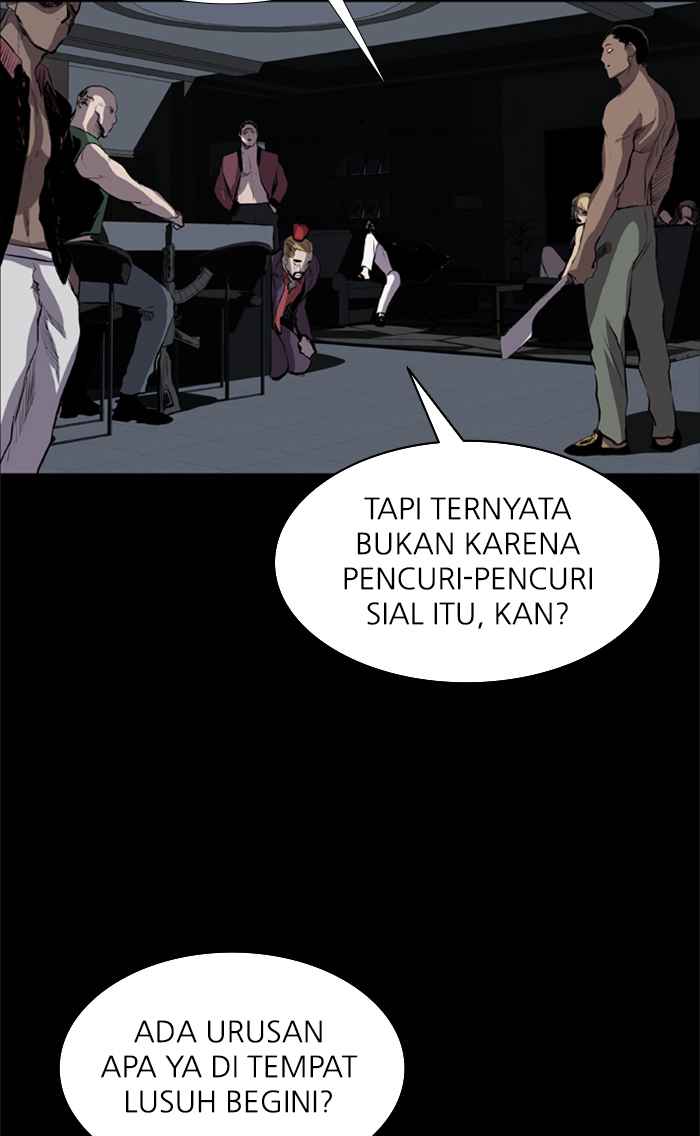 TAPI TERNYATA
BUKAN KARENA
PENCURI-PENCURI
SIAL ITU, KAN?
ADA URUSAN
APA YA DI TEMPAT
LUSUH BEGINI?